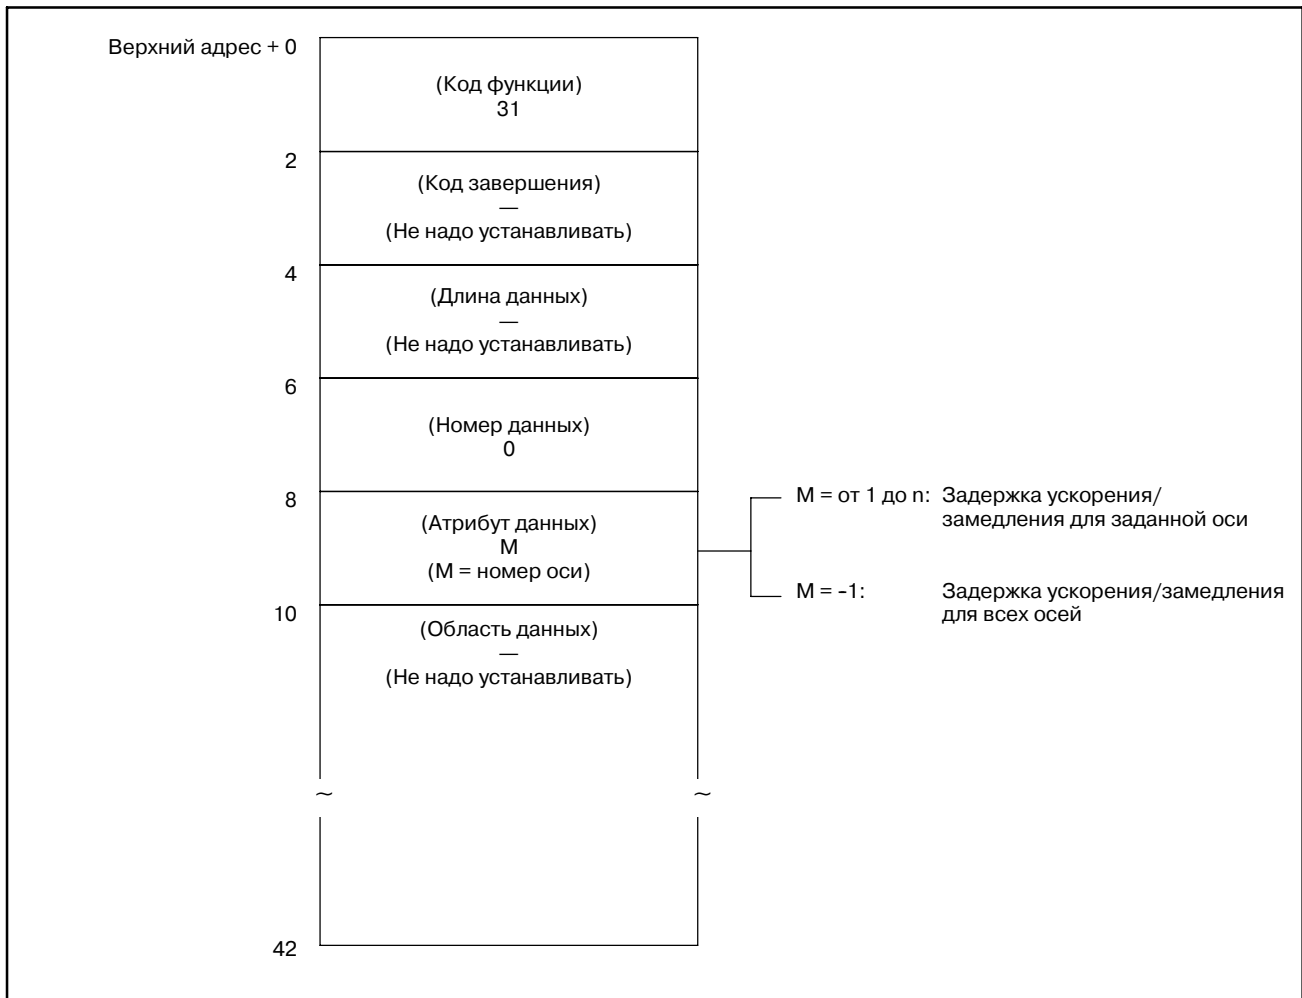 Верхний адрес + 0
(Код функции)
31
2
(Код завершения)
—
(Не надо устанавливать)
4
(Длина данных)
—
(Не надо устанавливать)
6
(Номер данных)
0
8
(Атрибут данных)
M
(M = номер оси)
M = от 1 до n: Задержка ускорения/
замедления для заданной оси
M = -1: Задержка ускорения/замедления
для всех осей
10
(Область данных)
—
(Не надо устанавливать)
~ ~
42